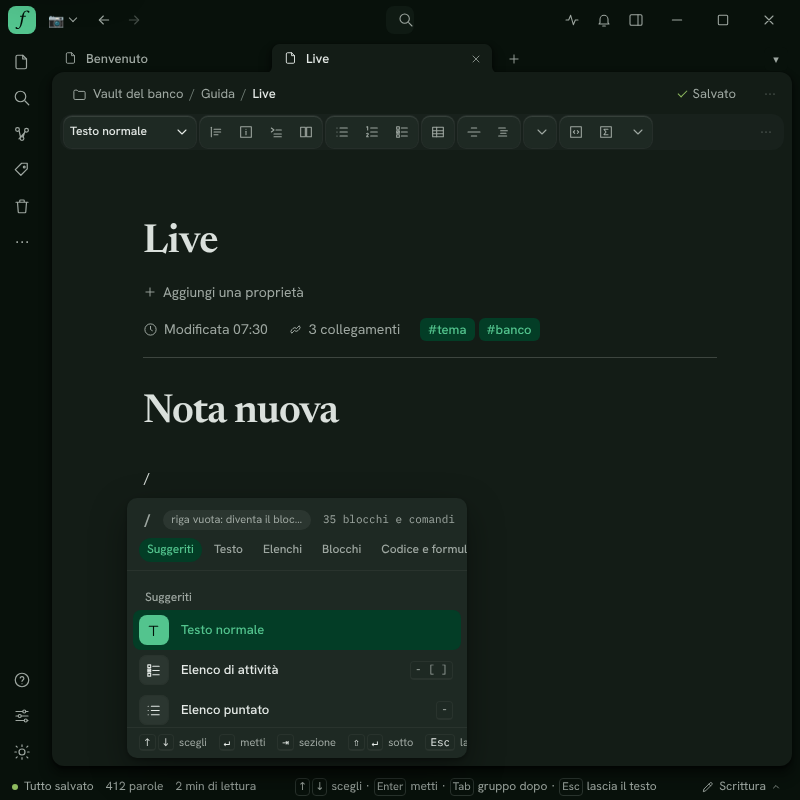 f
Benvenuto
Live
Vault del banco / Guida / Live
Salvato
Testo normale
Live
Aggiungi una proprietà
Modificata 07:30
3 collegamenti
#tema
#banco
Nota nuova
/
/ riga vuota: diventa il bloc… 35 blocchi e comandi
Suggeriti Testo Elenchi Blocchi Codice e formul
Suggeriti
T Testo normale
Elenco di attività - [ ]
Elenco puntato -
↑ ↓ scegli ↵ metti ⇥ sezione ⇧ ↵ sotto Esc la
Tutto salvato 412 parole 2 min di lettura ↑ ↓ scegli · Enter metti · Tab gruppo dopo · Esc lascia il testo Scrittura